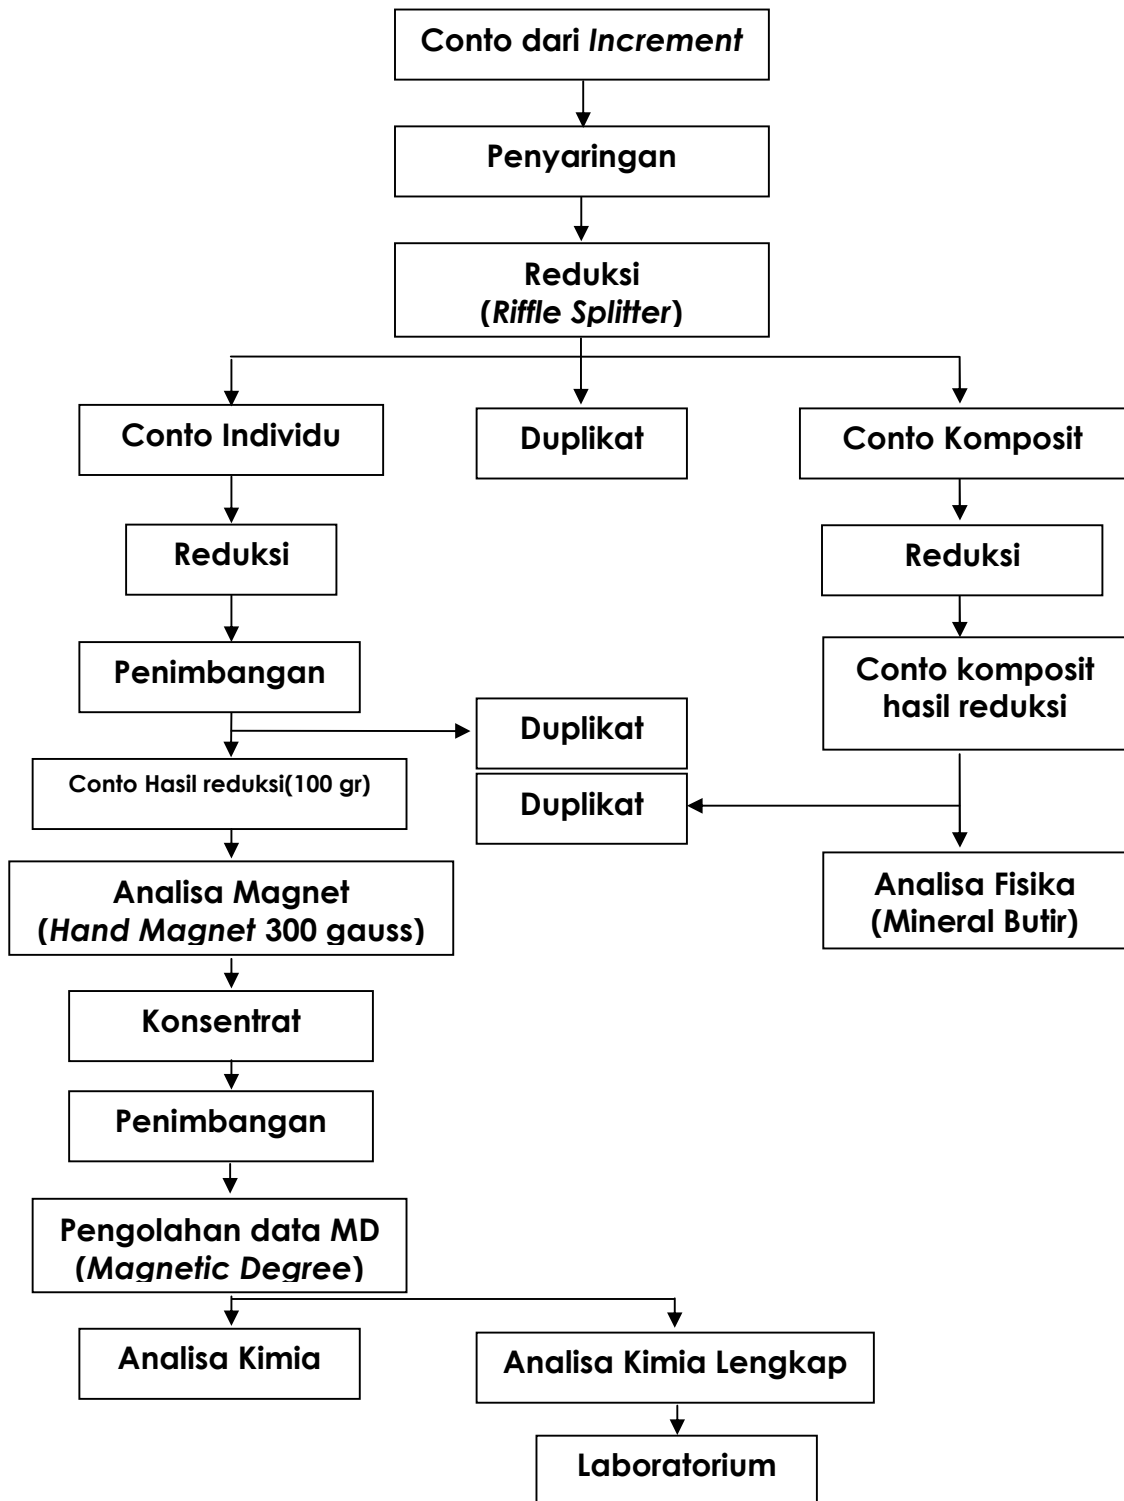 Conto dari Increment
Penyaringan
Reduksi
(Riffle Splitter)
Conto Individu
Duplikat
Conto Komposit
Reduksi
Reduksi
Penimbangan
Conto komposit
hasil reduksi
Duplikat
Conto Hasil reduksi(100 gr)
Duplikat
Analisa Magnet
(Hand Magnet 300 gauss)
Analisa Fisika
(Mineral Butir)
Konsentrat
Penimbangan
Pengolahan data MD
(Magnetic Degree)
Analisa Kimia
Analisa Kimia Lengkap
Laboratorium